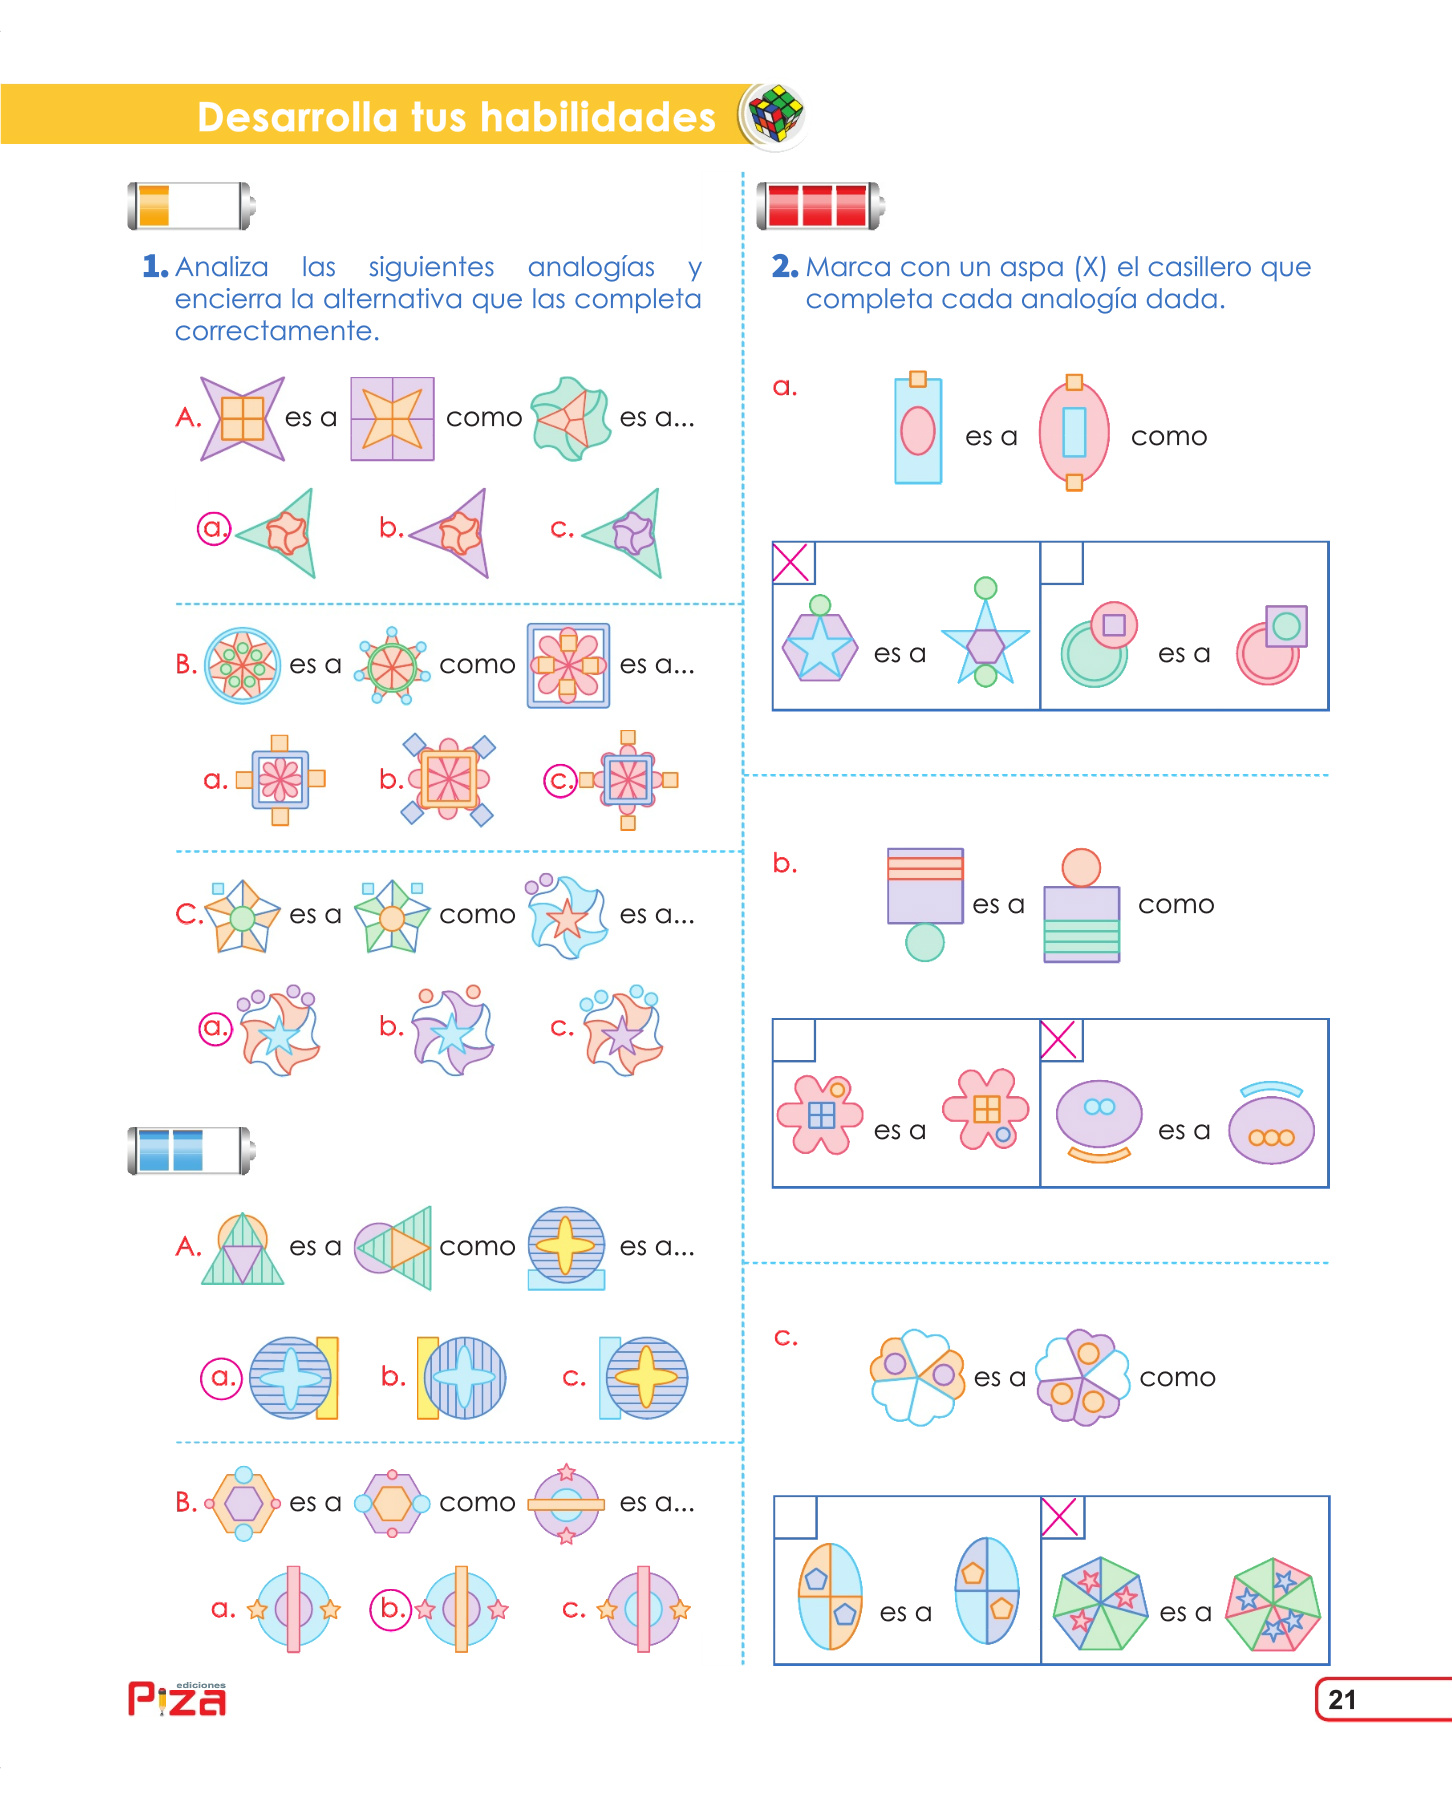 Desarrolla tus habilidades
1. Analiza las siguientes analogías y
encierra la alternativa que las completa
correctamente.
A. es a como es a...
a. b. c.
B. es a como es a...
a. b. c.
C. es a como es a...
a. b. c.
A. es a como es a...
a. b. c.
B. es a como es a...
a. b. c.
2. Marca con un aspa (X) el casillero que
completa cada analogía dada.
a.
es a como
es a es a
b.
es a como
es a es a
c.
es a como
es a es a
ediciones
Piza
21